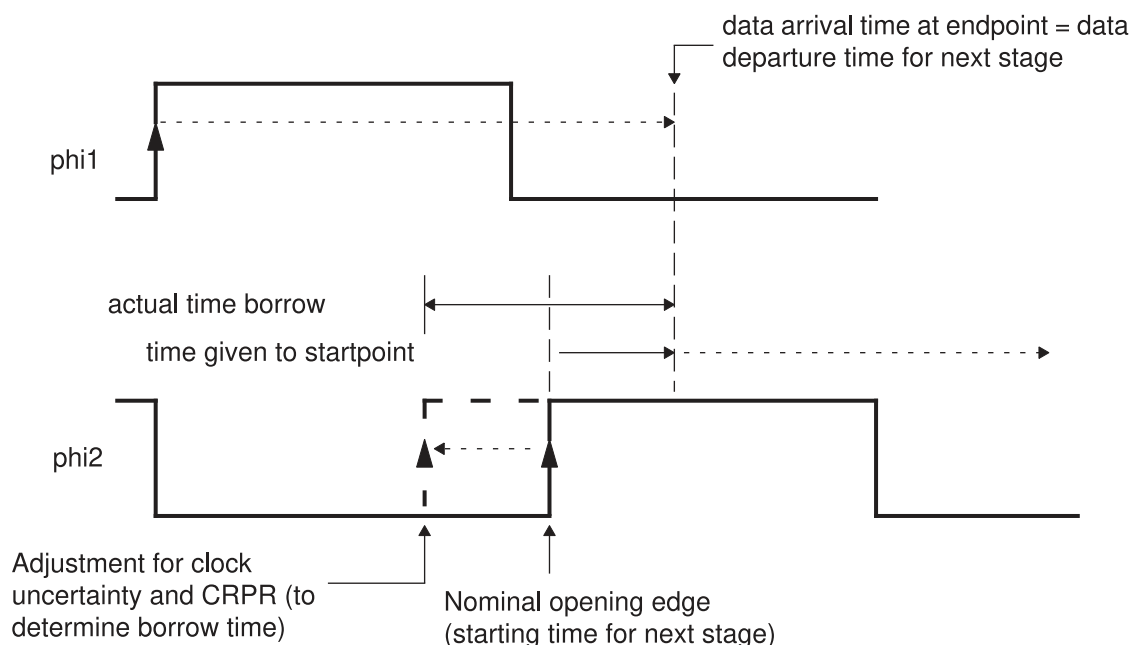 data arrival time at endpoint = data
departure time for next stage
phi1
actual time borrow
time given to startpoint
phi2
Adjustment for clock
uncertainty and CRPR (to
determine borrow time)
Nominal opening edge
(starting time for next stage)